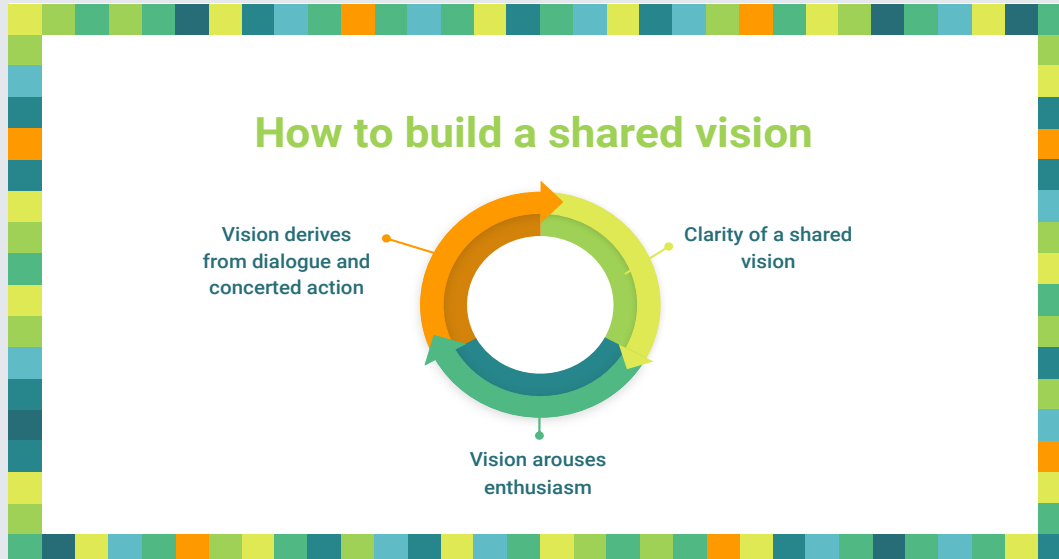 How to build a shared vision
Vision derives
from dialogue and
concerted action
Clarity of a shared
vision
Vision arouses
enthusiasm